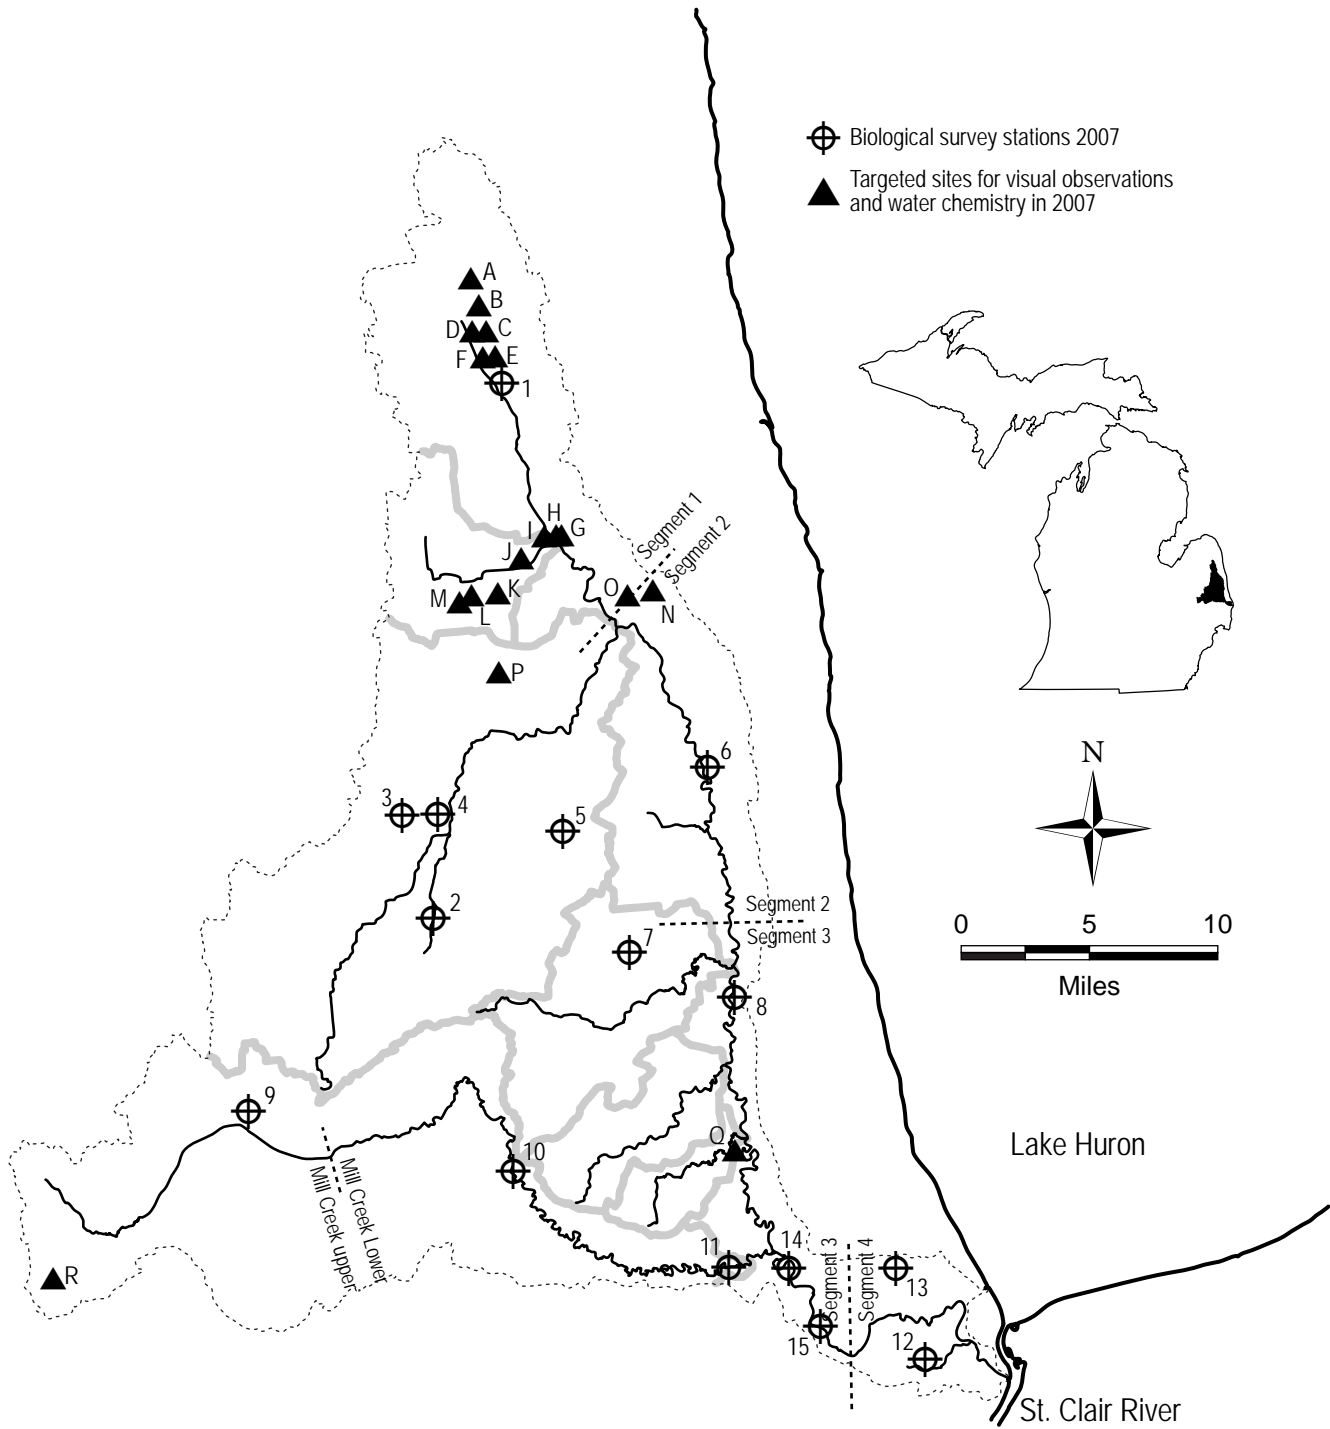 Biological survey stations 2007
Targeted sites for visual observations
and water chemistry in 2007
A
B
D
C
F
E
1
H
I
G
J
Segment 1
Segment 2
M
L
K
O
N
P
6
N
3
4
5
2
Segment 2
Segment 3
7
8
0 5 10
Miles
9
10
Q
Lake Huron
Mill Creek Lower
Mill Creek upper
R
11
14
Segment 3
Segment 4
13
15
12
St. Clair River